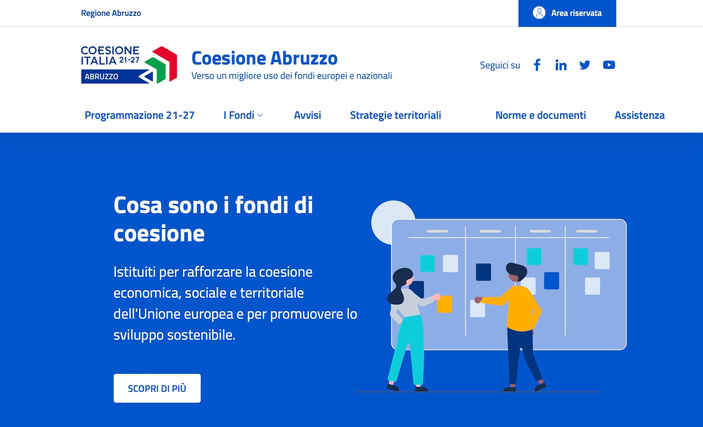 Regione Abruzzo
Area riservata
COESIONE
ITALIA 21-27
ABRUZZO
Coesione Abruzzo
Verso un migliore uso dei fondi europei e nazionali
Seguici su
Programmazione 21-27
I Fondi
Avvisi
Strategie territoriali
Norme e documenti
Assistenza
Cosa sono i fondi di
coesione
Istituiti per rafforzare la coesione
economica, sociale e territoriale
dell'Unione europea e per promuovere lo
sviluppo sostenibile.
SCOPRI DI PIÙ